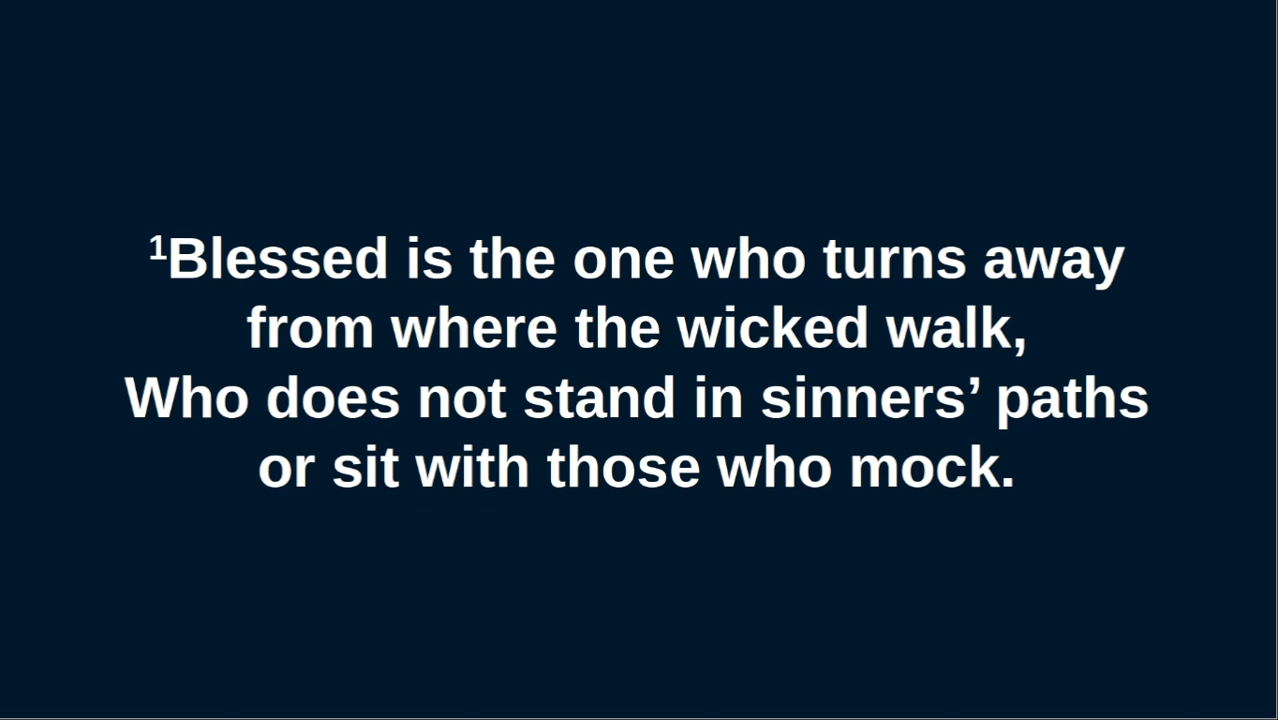 ¹Blessed is the one who turns away
from where the wicked walk,
Who does not stand in sinners’ paths
or sit with those who mock.